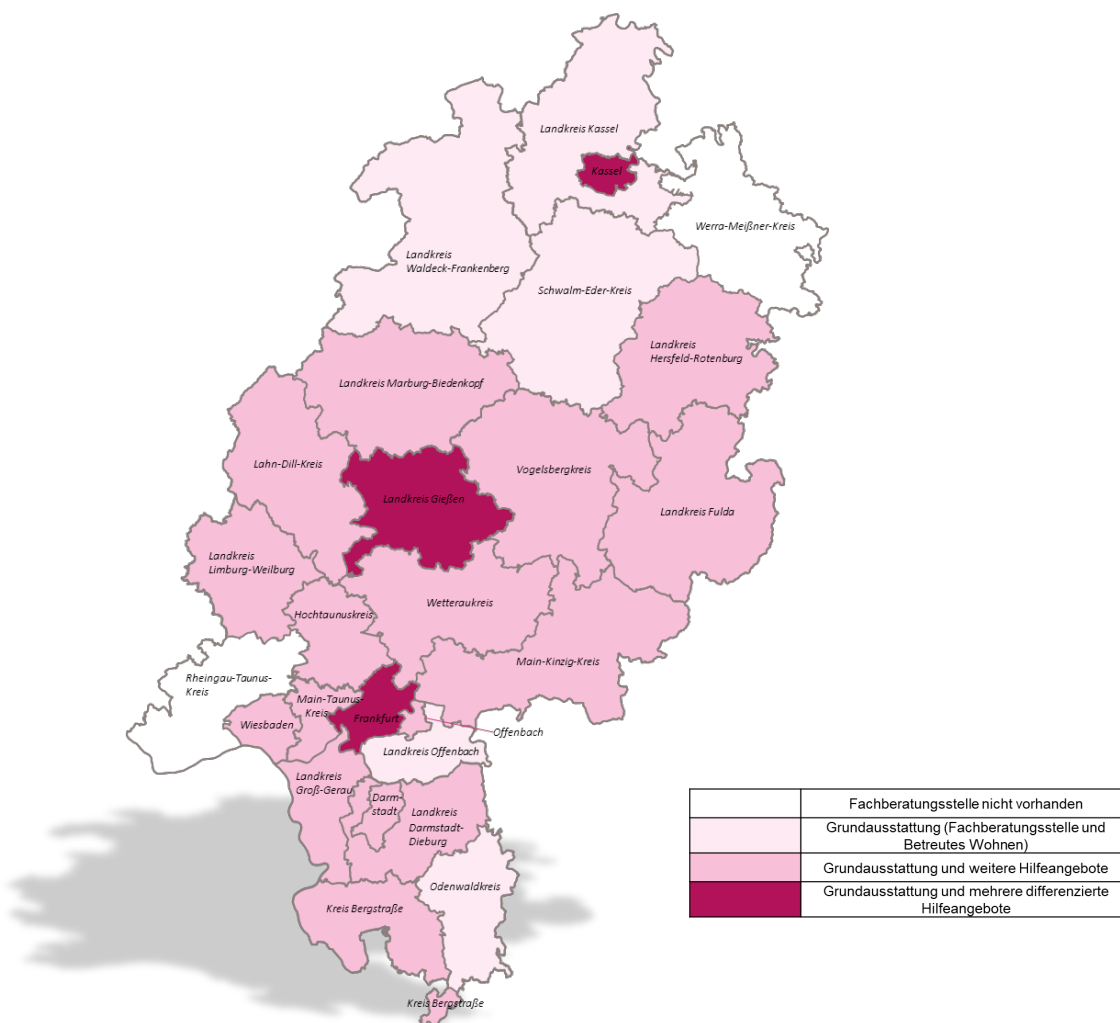 Landkreis Kassel
Kassel
Werra-Meißner-Kreis
Landkreis
Waldeck-Frankenberg
Schwalm-Eder-Kreis
Landkreis
Hersfeld-Rotenburg
Landkreis Marburg-Biedenkopf
Lahn-Dill-Kreis
Vogelsbergkreis
Landkreis Gießen
Landkreis Fulda
Landkreis
Limburg-Weilburg
Wetteraukreis
Hochtaunuskreis
Main-Kinzig-Kreis
Rheingau-Taunus-
Kreis
Main-Taunus-
Kreis
Wiesbaden
Frankfurt
Offenbach
Landkreis Offenbach
Landkreis
Groß-Gerau
Darm
stadt
Landkreis
Darmstadt-
Dieburg
Odenwaldkreis
Kreis Bergstraße
Kreis Bergstraße
Fachberatungsstelle nicht vorhanden
Grundausstattung (Fachberatungsstelle und
Betreutes Wohnen)
Grundausstattung und weitere Hilfeangebote
Grundausstattung und mehrere differenzierte
Hilfeangebote